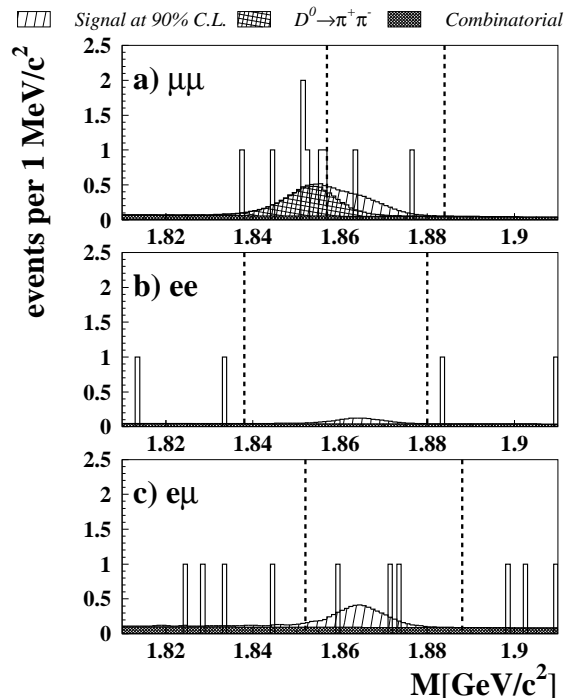 Signal at 90% C.L. D⁰→π⁺π⁻ Combinatorial
events per 1 MeV/c²
2.5
a) μμ
2
1.5
1
0.5
0
1.82 1.84 1.86 1.88 1.9
2.5
b) ee
2
1.5
1
0.5
0
1.82 1.84 1.86 1.88 1.9
2.5
c) eμ
2
1.5
1
0.5
0
1.82 1.84 1.86 1.88 1.9
M[GeV/c²]